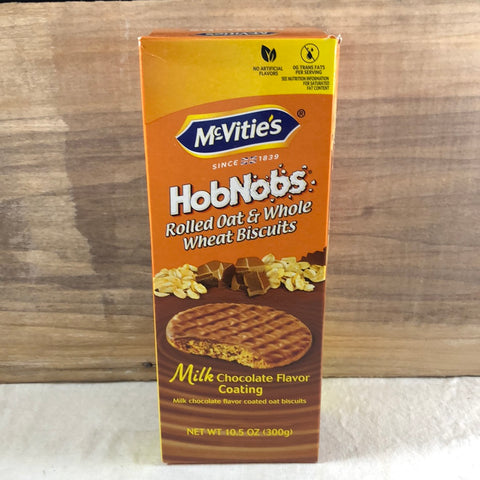 NO ARTIFICIAL
FLAVORS
0G TRANS FATS
PER SERVING
SEE NUTRITION INFORMATION
FOR SATURATED
FAT CONTENT
McVitie's ®
SINCE 1839
HobNobs®
Rolled Oat & Whole
Wheat Biscuits
Milk Chocolate Flavor
Coating
Milk chocolate flavor coated oat biscuits
NET WT 10.5 OZ (300g)